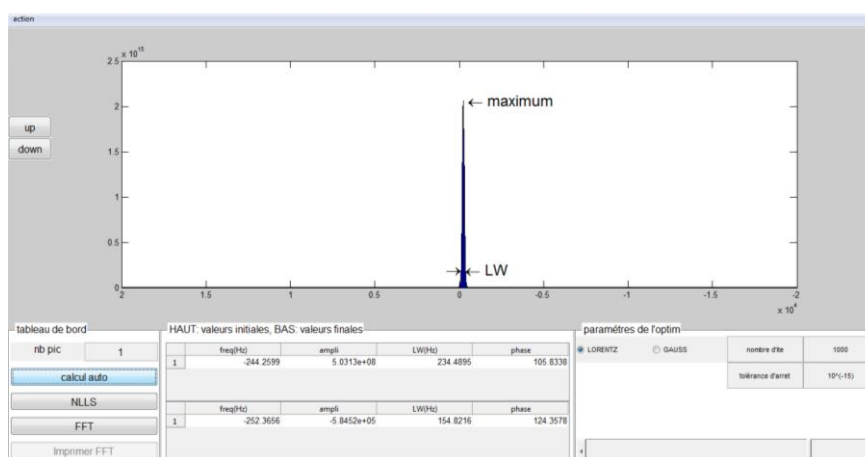 action
x 10^15
2.5
2
← maximum
1.5
1
0.5
→← LW
0
2 1.5 1 0.5 0 -0.5 -1 -1.5 -2
x 10^4
up
down
tableau de bord
nb pic 1
calcul auto
NLLS
FFT
Imprimer FFT
HAUT: valeurs initiales, BAS: valeurs finales
freq(Hz) ampli LW(Hz) phase
1 -244.2599 5.0313e+08 234.4895 105.8338
freq(Hz) ampli LW(Hz) phase
1 -252.3656 -5.8452e+05 154.8216 124.3578
paramétres de l'optim
LORENTZ GAUSS
nombre d'ite 1000
tolérance d'arret 10^(-15)